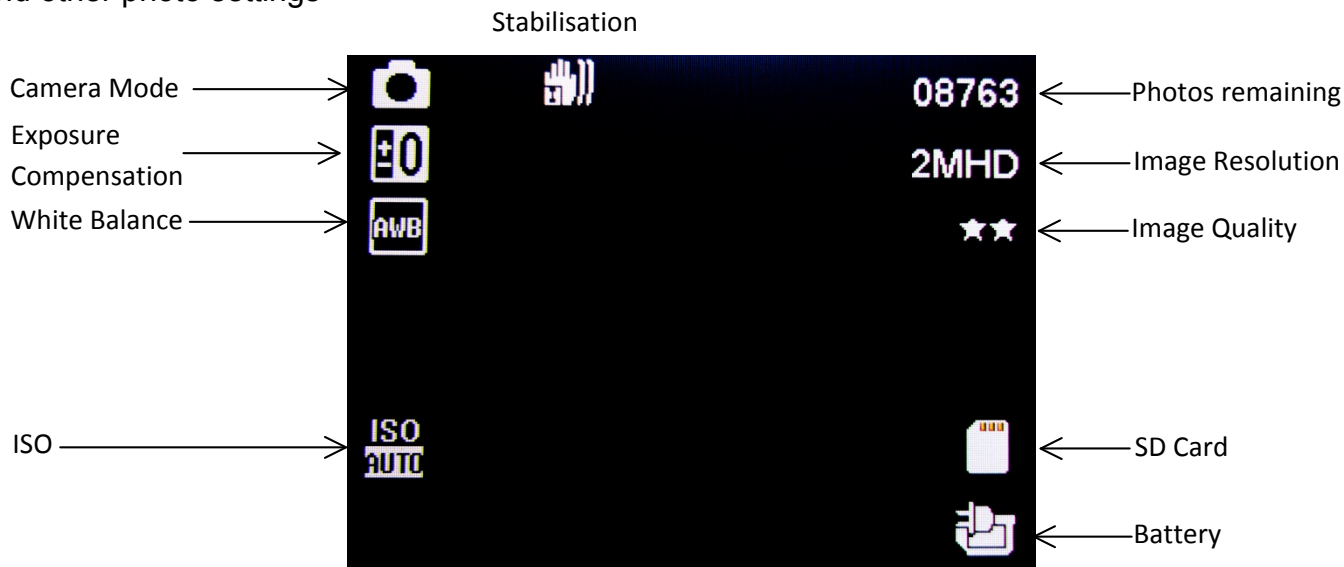 Stabilisation
Camera Mode
08763
Photos remaining
Exposure
Compensation
±0
2MHD
Image Resolution
White Balance
AWB
Image Quality
ISO
ISO
AUTO
SD Card
Battery